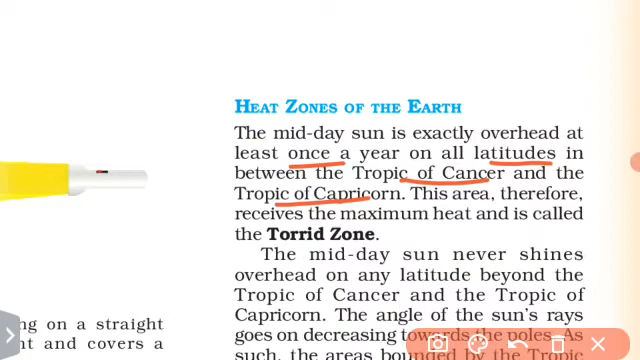 HEAT ZONES OF THE EARTH
The mid-day sun is exactly overhead at
least once a year on all latitudes in
between the Tropic of Cancer and the
Tropic of Capricorn. This area, therefore,
receives the maximum heat and is called
the Torrid Zone.
The mid-day sun never shines
overhead on any latitude beyond the
Tropic of Cancer and the Tropic of
Capricorn. The angle of the sun's rays
goes on decreasing towards the poles. As
such, the areas bounded by the Tropic
ng on a straight
nt and covers a